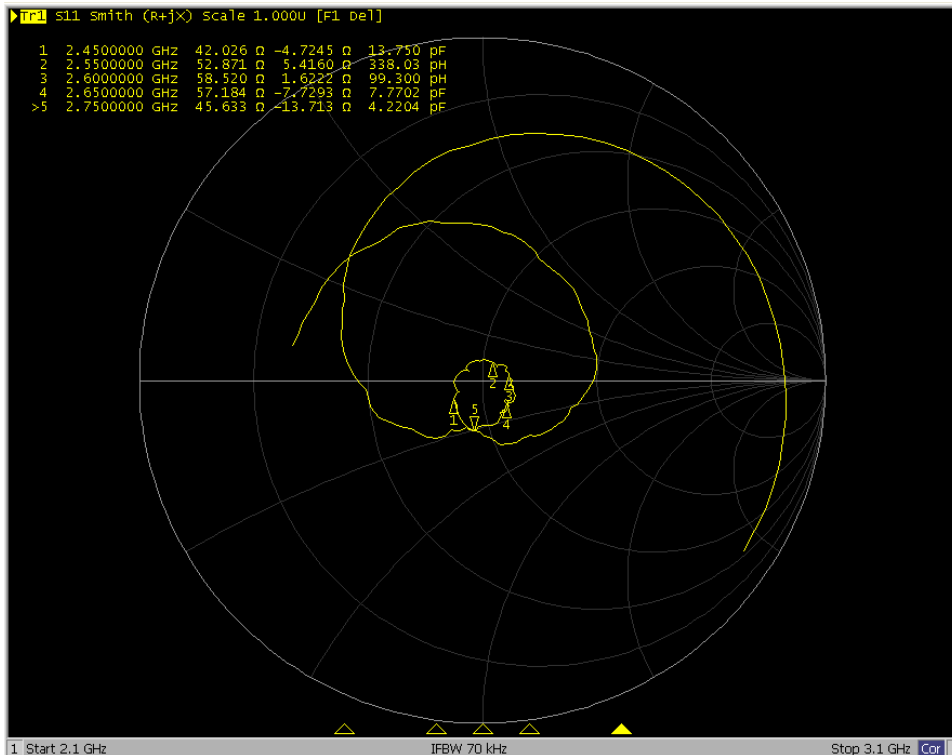 Tr1 S11 Smith (R+jX) Scale 1.000U [F1 Del]
1 2.4500000 GHz 42.026 Ω -4.7245 Ω 13.750 pF
2 2.5500000 GHz 52.871 Ω 5.4160 Ω 338.03 pH
3 2.6000000 GHz 58.520 Ω 1.6222 Ω 99.300 pH
4 2.6500000 GHz 57.184 Ω -7.7293 Ω 7.7702 pF
>5 2.7500000 GHz 45.633 Ω -13.713 Ω 4.2204 pF
2
3
5
1
4
1 Start 2.1 GHz IFBW 70 kHz Stop 3.1 GHz Cor